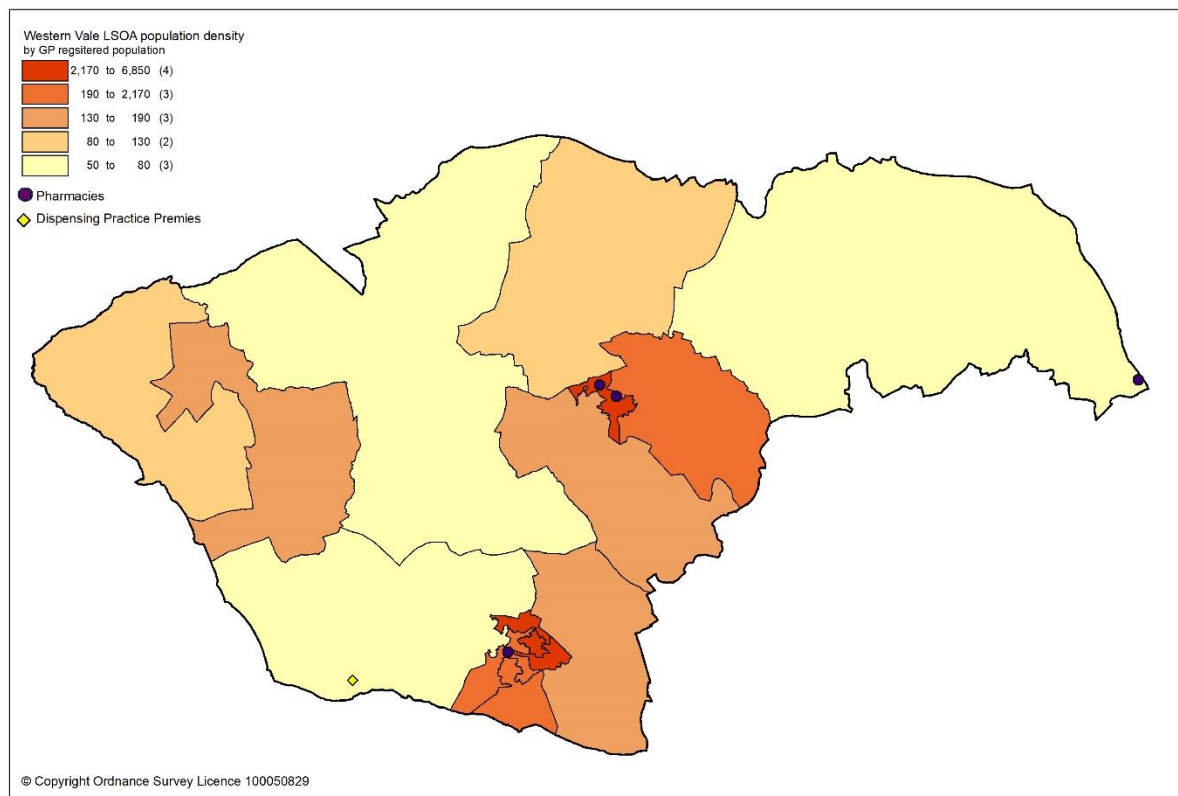 Western Vale LSOA population density
by GP regsitered population
2,170 to 6,850 (4)
190 to 2,170 (3)
130 to 190 (3)
80 to 130 (2)
50 to 80 (3)
Pharmacies
Dispensing Practice Premies
© Copyright Ordnance Survey Licence 100050829